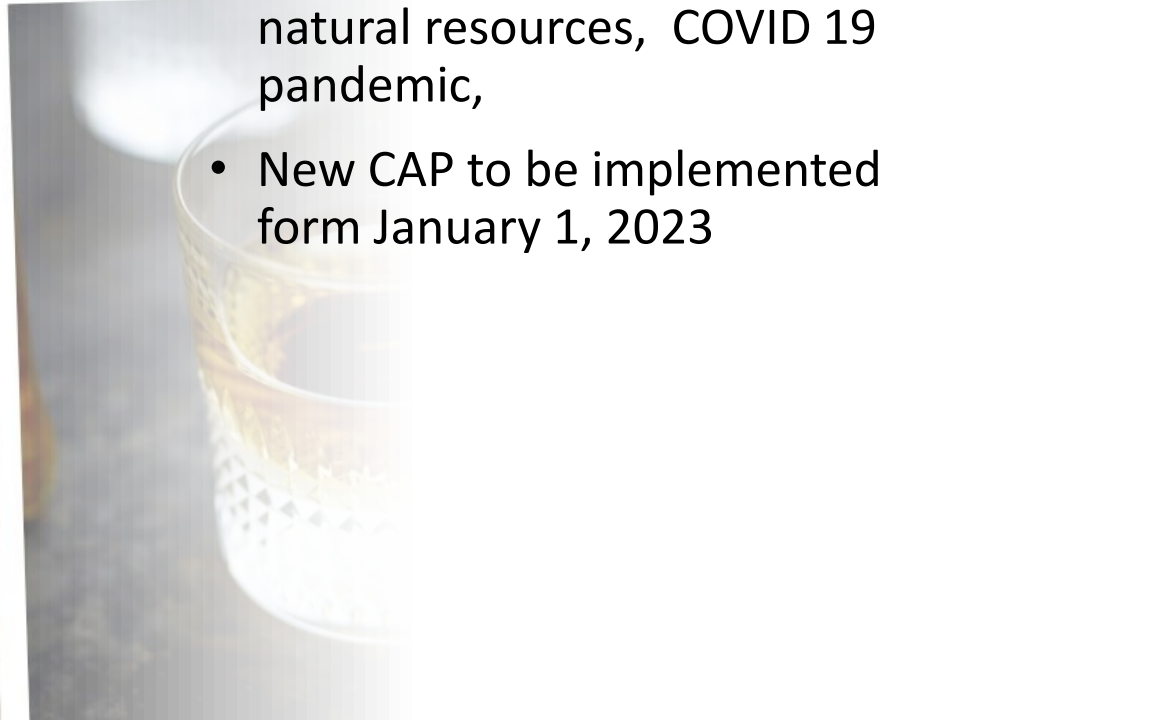 natural resources,  COVID 19
pandemic,
• New CAP to be implemented
form January 1, 2023